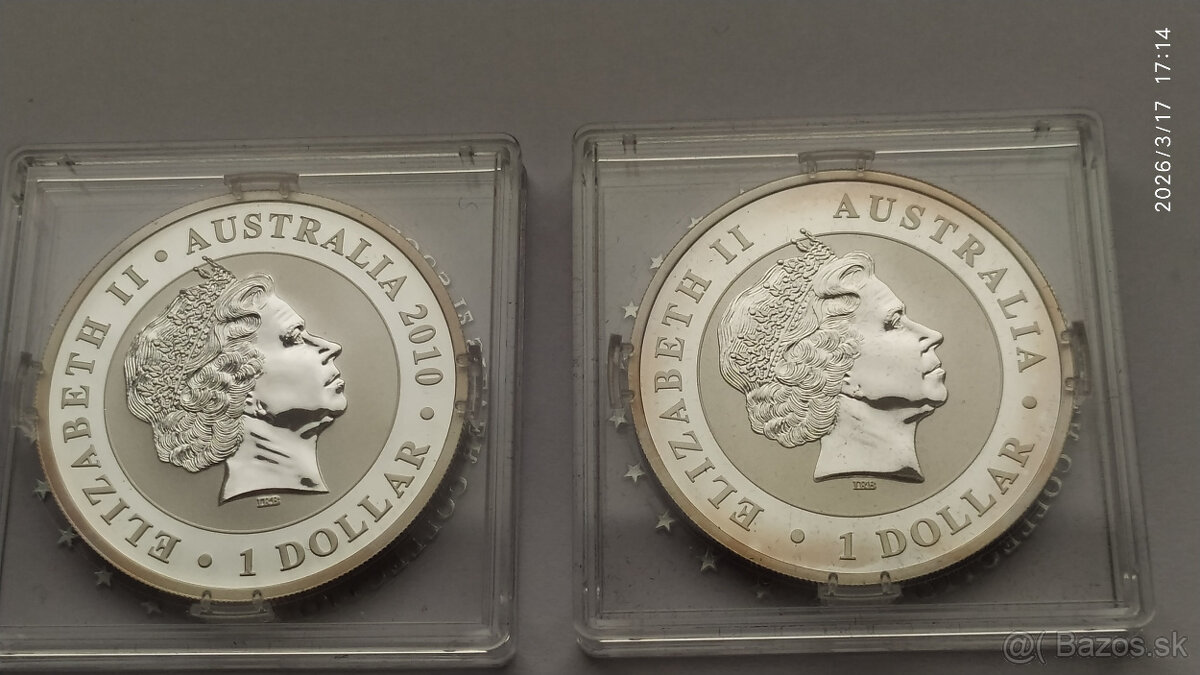 2026/3/17 17:14
ELIZABETH II • AUSTRALIA 2010 • 1 DOLLAR •
IRB
ELIZABETH II AUSTRALIA • 1 DOLLAR •
IRB
@( Bazos.sk